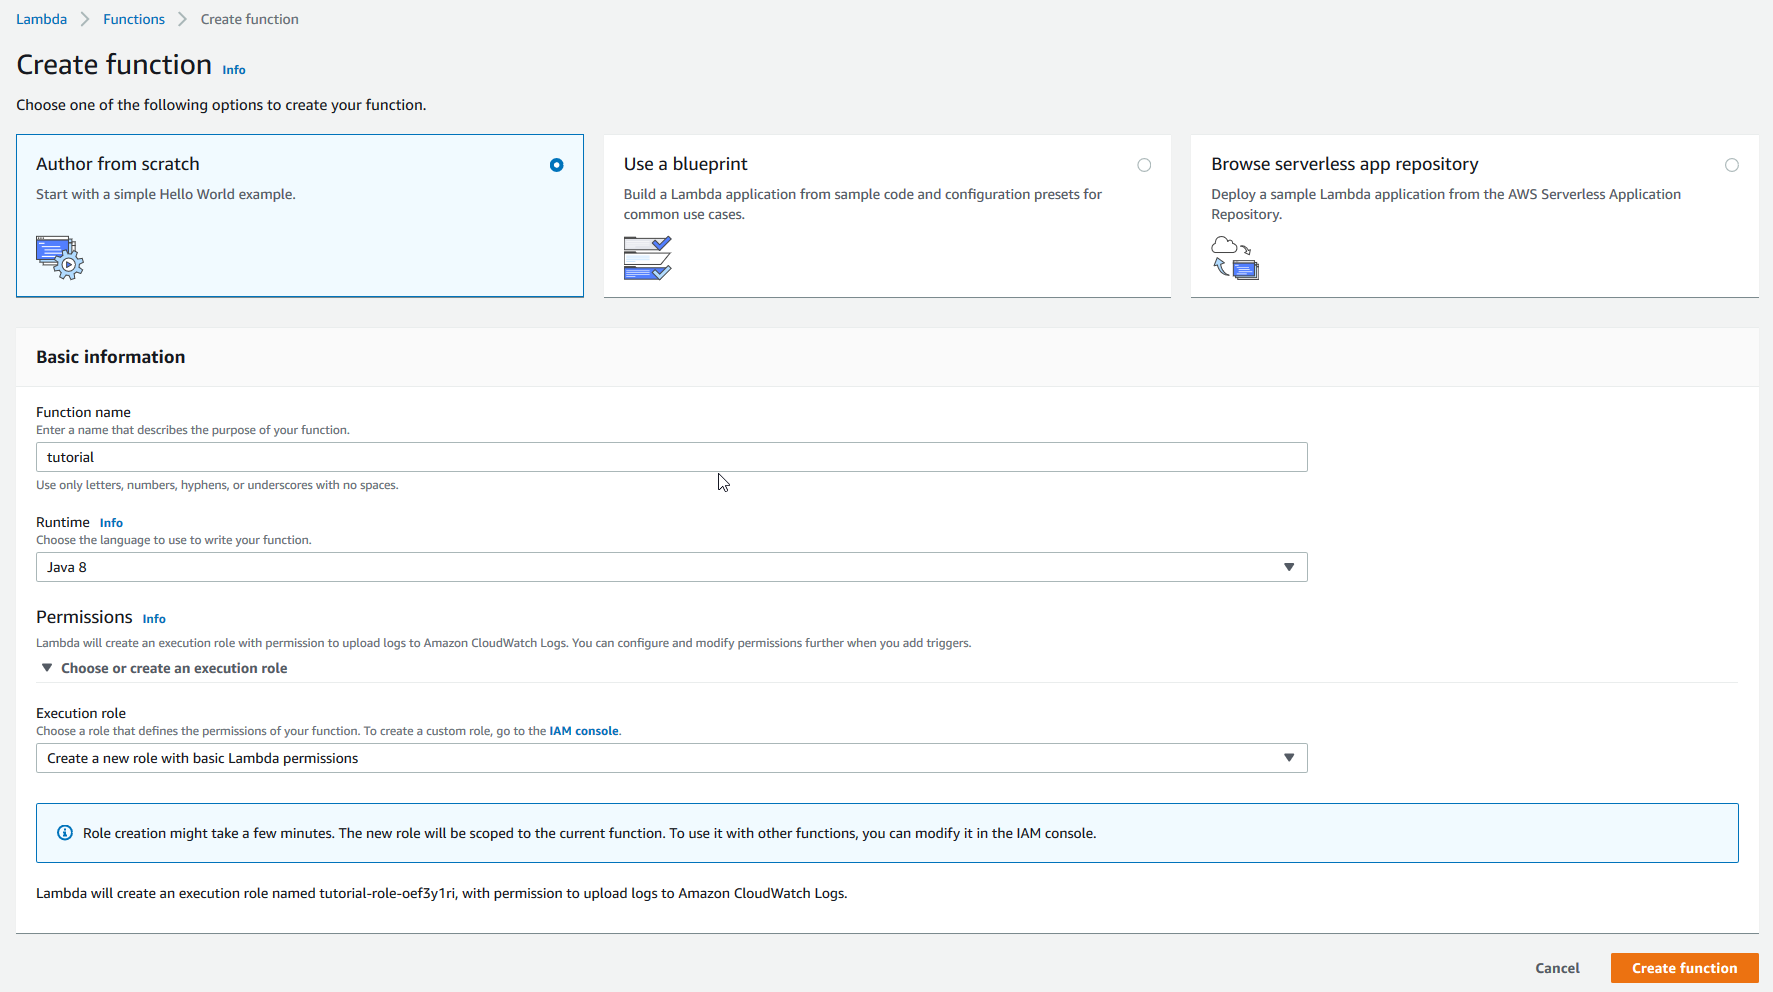 Lambda > Functions > Create function
Create function Info
Choose one of the following options to create your function.
Author from scratch
Start with a simple Hello World example.
Use a blueprint
Build a Lambda application from sample code and configuration presets for
common use cases.
Browse serverless app repository
Deploy a sample Lambda application from the AWS Serverless Application
Repository.
Basic information
Function name
Enter a name that describes the purpose of your function.
tutorial
Use only letters, numbers, hyphens, or underscores with no spaces.
Runtime Info
Choose the language to use to write your function.
Java 8
Permissions Info
Lambda will create an execution role with permission to upload logs to Amazon CloudWatch Logs. You can configure and modify permissions further when you add triggers.
Choose or create an execution role
Execution role
Choose a role that defines the permissions of your function. To create a custom role, go to the IAM console.
Create a new role with basic Lambda permissions
Role creation might take a few minutes. The new role will be scoped to the current function. To use it with other functions, you can modify it in the IAM console.
Lambda will create an execution role named tutorial-role-oef3y1ri, with permission to upload logs to Amazon CloudWatch Logs.
Cancel
Create function